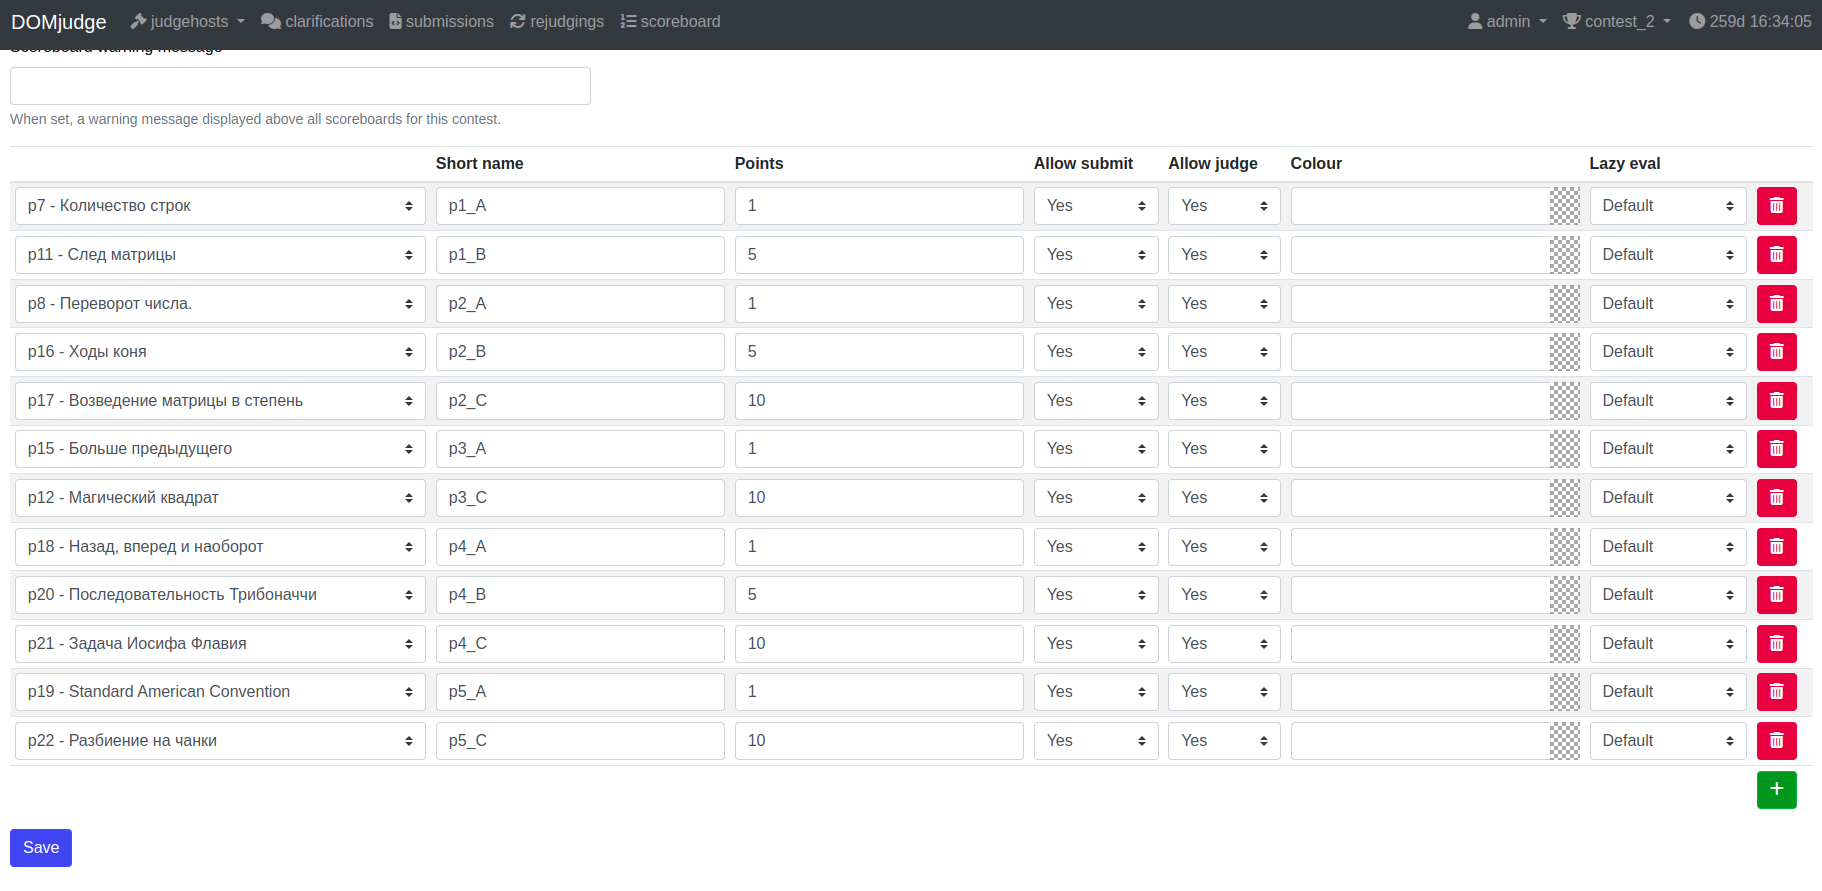 DOMjudge judgehosts clarifications submissions rejudgings scoreboard admin contest_2 259d 16:34:05
Scoreboard warning message
When set, a warning message displayed above all scoreboards for this contest.
Short name Points Allow submit Allow judge Colour Lazy eval
p7 - Количество строк p1_A 1 Yes Yes Default
p11 - След матрицы p1_B 5 Yes Yes Default
p8 - Переворот числа. p2_A 1 Yes Yes Default
p16 - Ходы коня p2_B 5 Yes Yes Default
p17 - Возведение матрицы в степень p2_C 10 Yes Yes Default
p15 - Больше предыдущего p3_A 1 Yes Yes Default
p12 - Магический квадрат p3_C 10 Yes Yes Default
p18 - Назад, вперед и наоборот p4_A 1 Yes Yes Default
p20 - Последовательность Трибоначчи p4_B 5 Yes Yes Default
p21 - Задача Иосифа Флавия p4_C 10 Yes Yes Default
p19 - Standard American Convention p5_A 1 Yes Yes Default
p22 - Разбиение на чанки p5_C 10 Yes Yes Default
+
Save